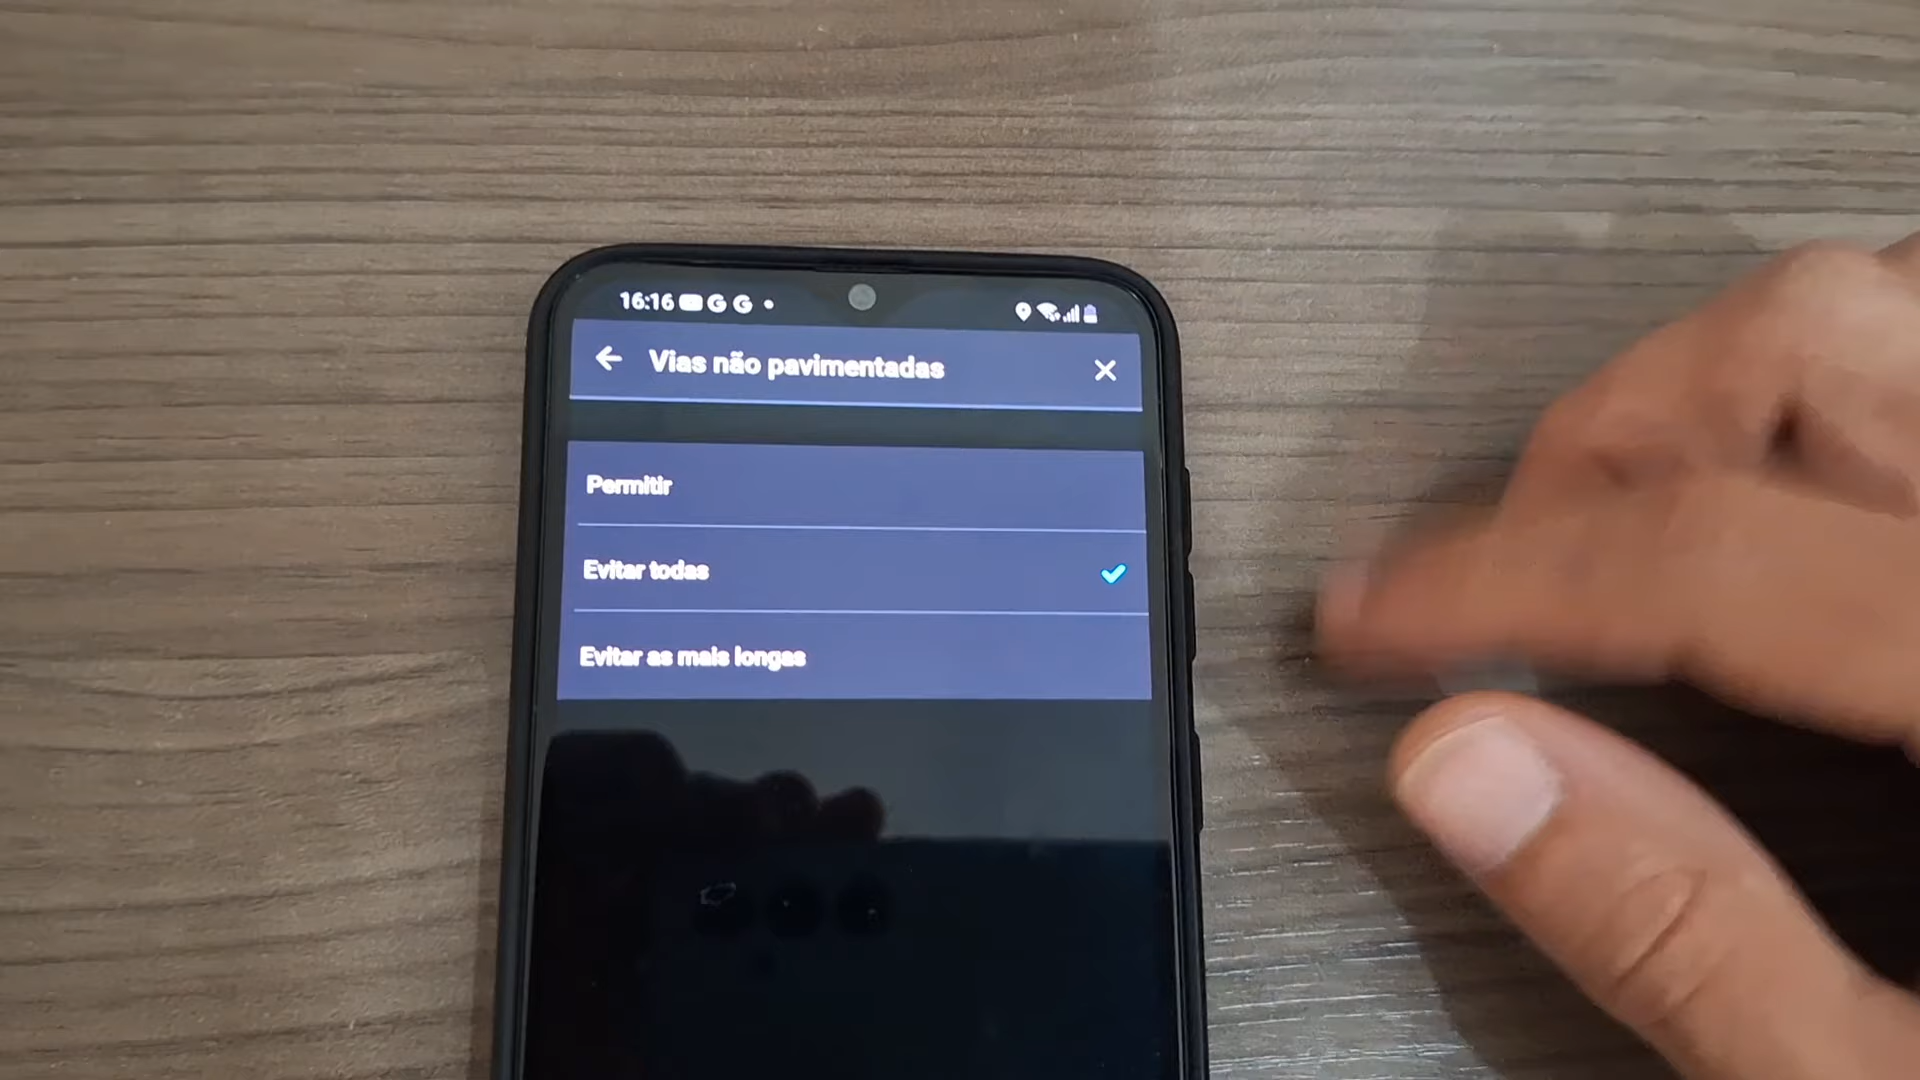 16:16 G G
Vias não pavimentadas
Permitir
Evitar todas
Evitar as mais longas